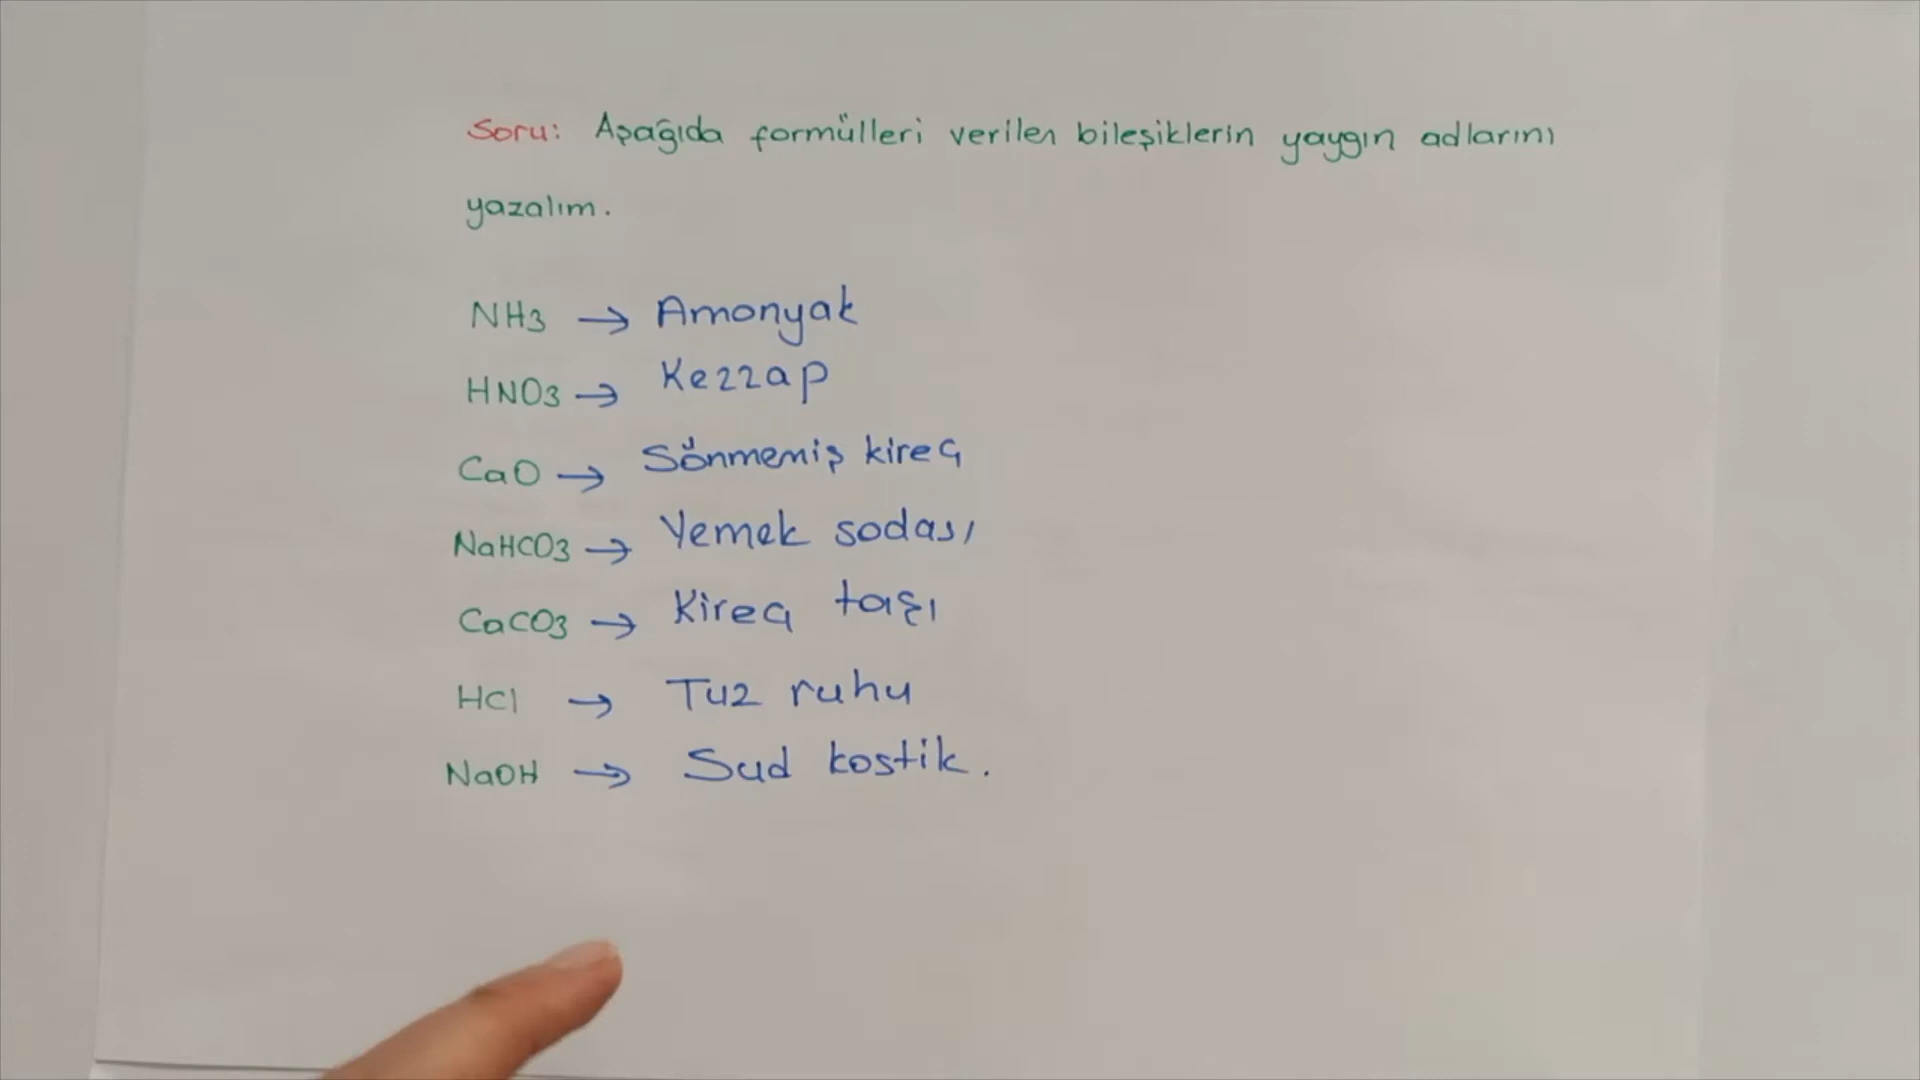 Soru: Aşağıda formülleri verilen bileşiklerin yaygın adlarını
yazalım.
NH3 → Amonyak
HNO3 → Kezzap
CaO → Sönmemiş kireç
NaHCO3 → Yemek sodası
CaCO3 → Kireç taşı
HCl → Tuz ruhu
NaOH → Sud kostik.